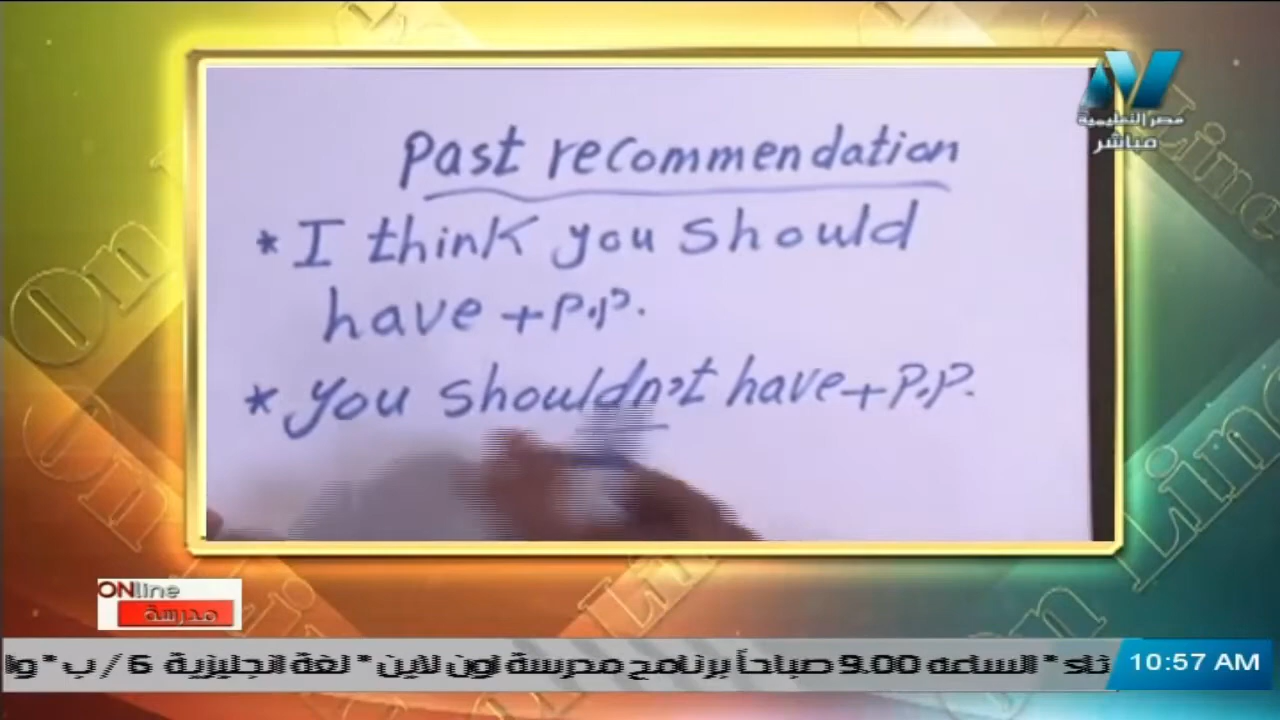 مصر التعليمية
مباشر
Past recommendation
* I think you should
have + P.P.
* you shouldn't have + P.P.
ONline
مدرسة
الساعه 9.00 صباحاً برنامج مدرسة اون لاين * لغة انجليزية 6 / ب *
10:57 AM